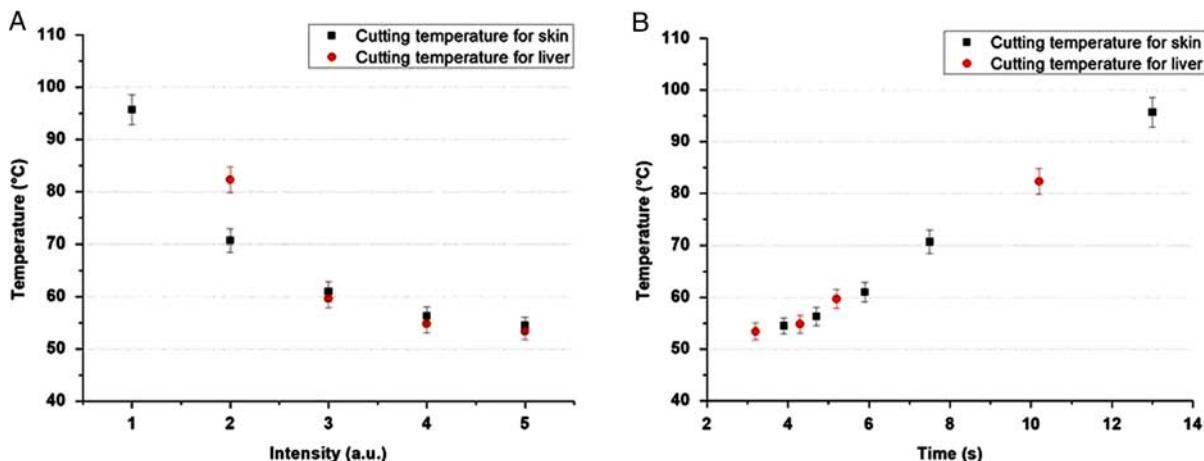 A
Cutting temperature for skin
Cutting temperature for liver
Temperature (°C)
110
100
90
80
70
60
50
40
1 2 3 4 5
Intensity (a.u.)
B
Cutting temperature for skin
Cutting temperature for liver
Temperature (°C)
110
100
90
80
70
60
50
40
2 4 6 8 10 12 14
Time (s)